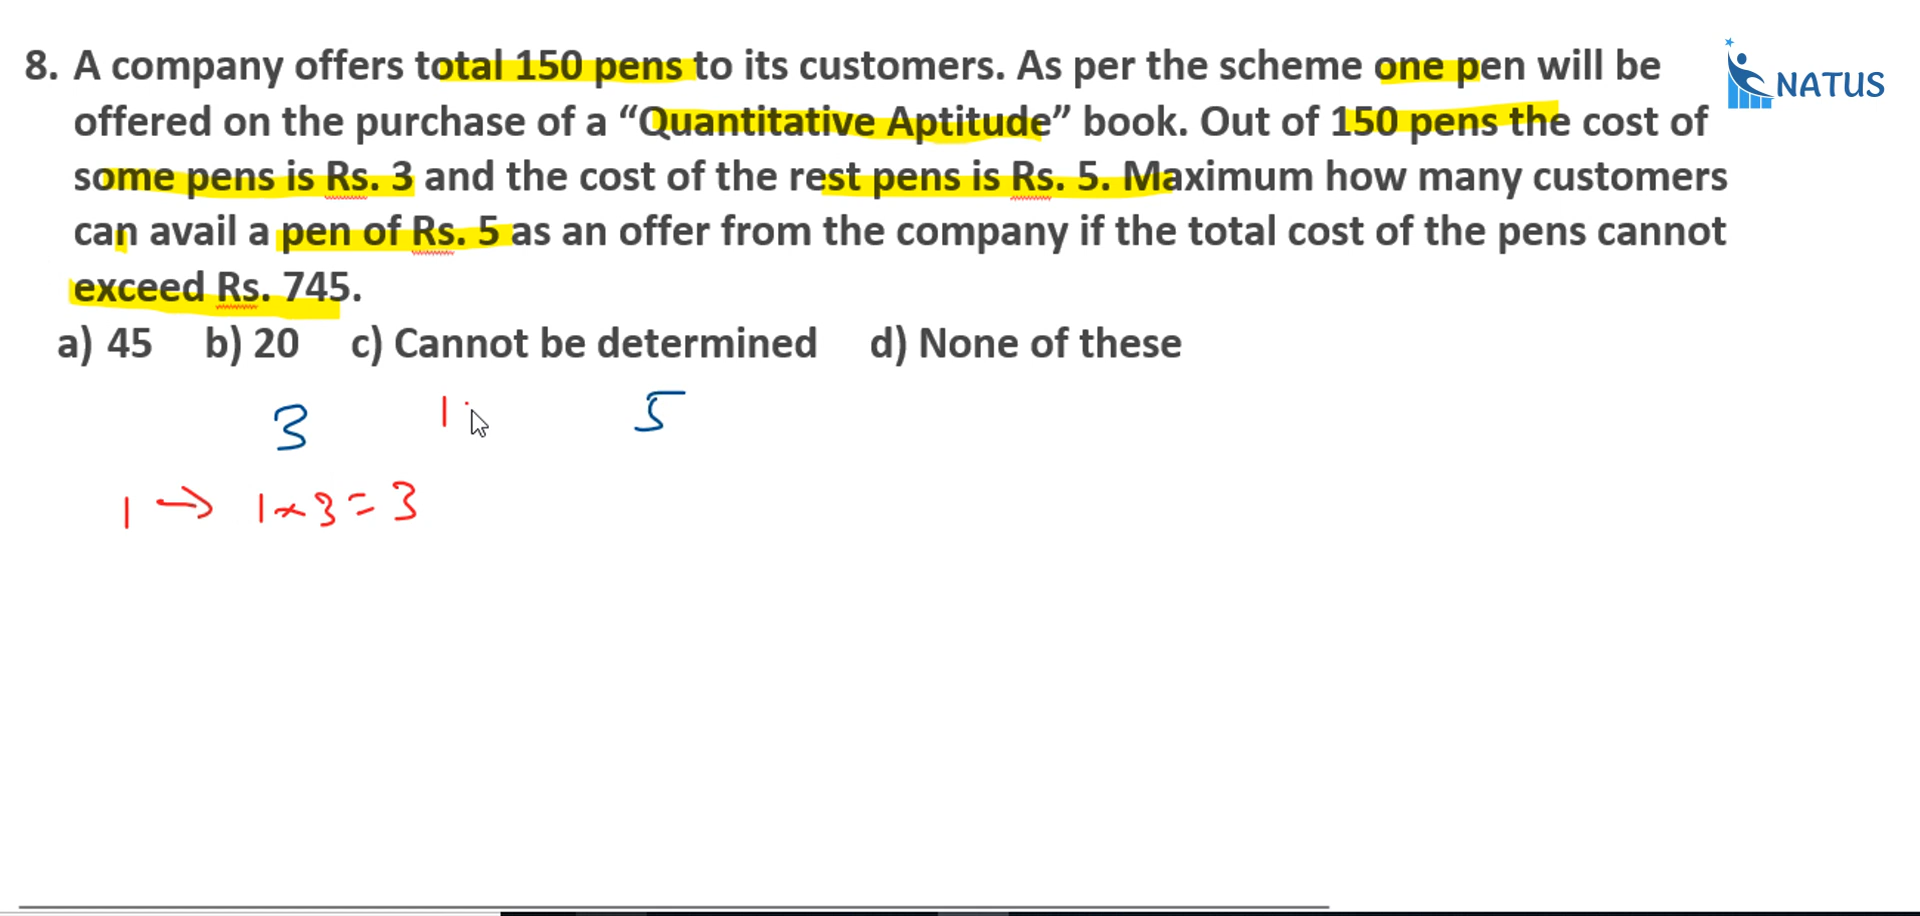 8. A company offers total 150 pens to its customers. As per the scheme one pen will be
offered on the purchase of a “Quantitative Aptitude” book. Out of 150 pens the cost of
some pens is Rs. 3 and the cost of the rest pens is Rs. 5. Maximum how many customers
can avail a pen of Rs. 5 as an offer from the company if the total cost of the pens cannot
exceed Rs. 745.
a) 45 b) 20 c) Cannot be determined d) None of these
NATUS
3 1 5
1 → 1 × 3 = 3